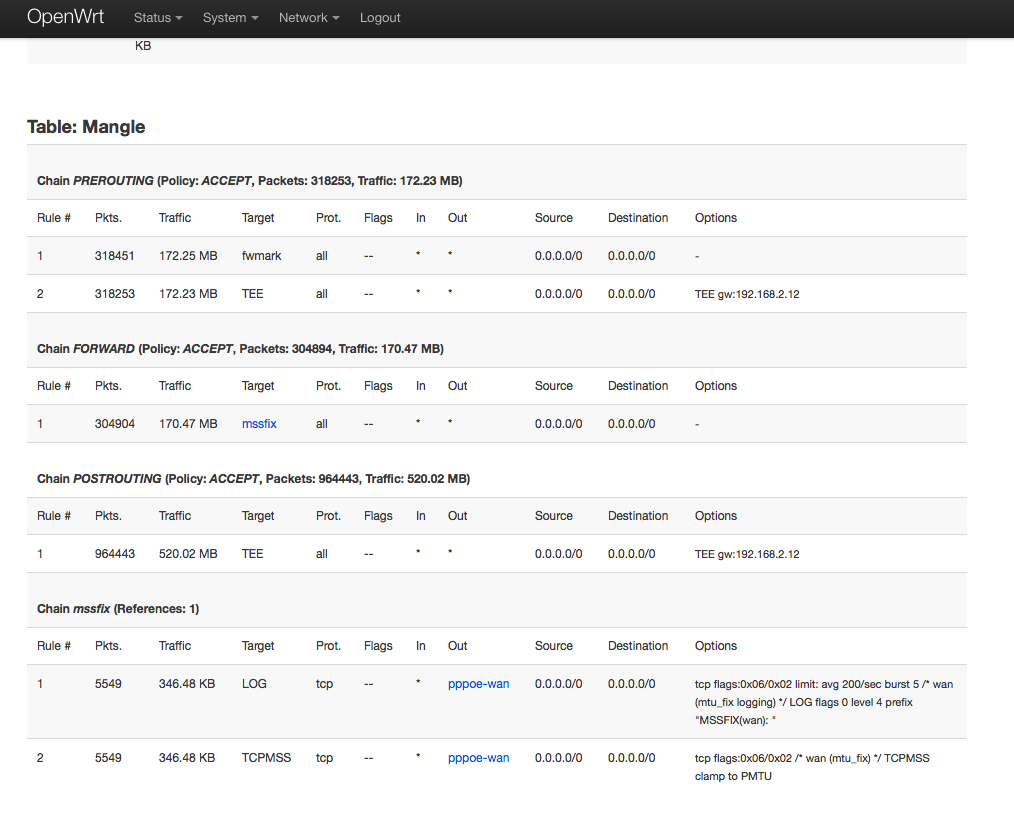 OpenWrt Status System Network Logout
KB
Table: Mangle
Chain PREROUTING (Policy: ACCEPT, Packets: 318253, Traffic: 172.23 MB)
Rule # Pkts. Traffic Target Prot. Flags In Out Source Destination Options
1 318451 172.25 MB fwmark all -- * * 0.0.0.0/0 0.0.0.0/0 -
2 318253 172.23 MB TEE all -- * * 0.0.0.0/0 0.0.0.0/0 TEE gw:192.168.2.12
Chain FORWARD (Policy: ACCEPT, Packets: 304894, Traffic: 170.47 MB)
Rule # Pkts. Traffic Target Prot. Flags In Out Source Destination Options
1 304904 170.47 MB mssfix all -- * * 0.0.0.0/0 0.0.0.0/0 -
Chain POSTROUTING (Policy: ACCEPT, Packets: 964443, Traffic: 520.02 MB)
Rule # Pkts. Traffic Target Prot. Flags In Out Source Destination Options
1 964443 520.02 MB TEE all -- * * 0.0.0.0/0 0.0.0.0/0 TEE gw:192.168.2.12
Chain mssfix (References: 1)
Rule # Pkts. Traffic Target Prot. Flags In Out Source Destination Options
1 5549 346.48 KB LOG tcp -- * pppoe-wan 0.0.0.0/0 0.0.0.0/0 tcp flags:0x06/0x02 limit: avg 200/sec burst 5 /* wan
(mtu_fix logging) */ LOG flags 0 level 4 prefix
"MSSFIX(wan): "
2 5549 346.48 KB TCPMSS tcp -- * pppoe-wan 0.0.0.0/0 0.0.0.0/0 tcp flags:0x06/0x02 /* wan (mtu_fix) */ TCPMSS
clamp to PMTU